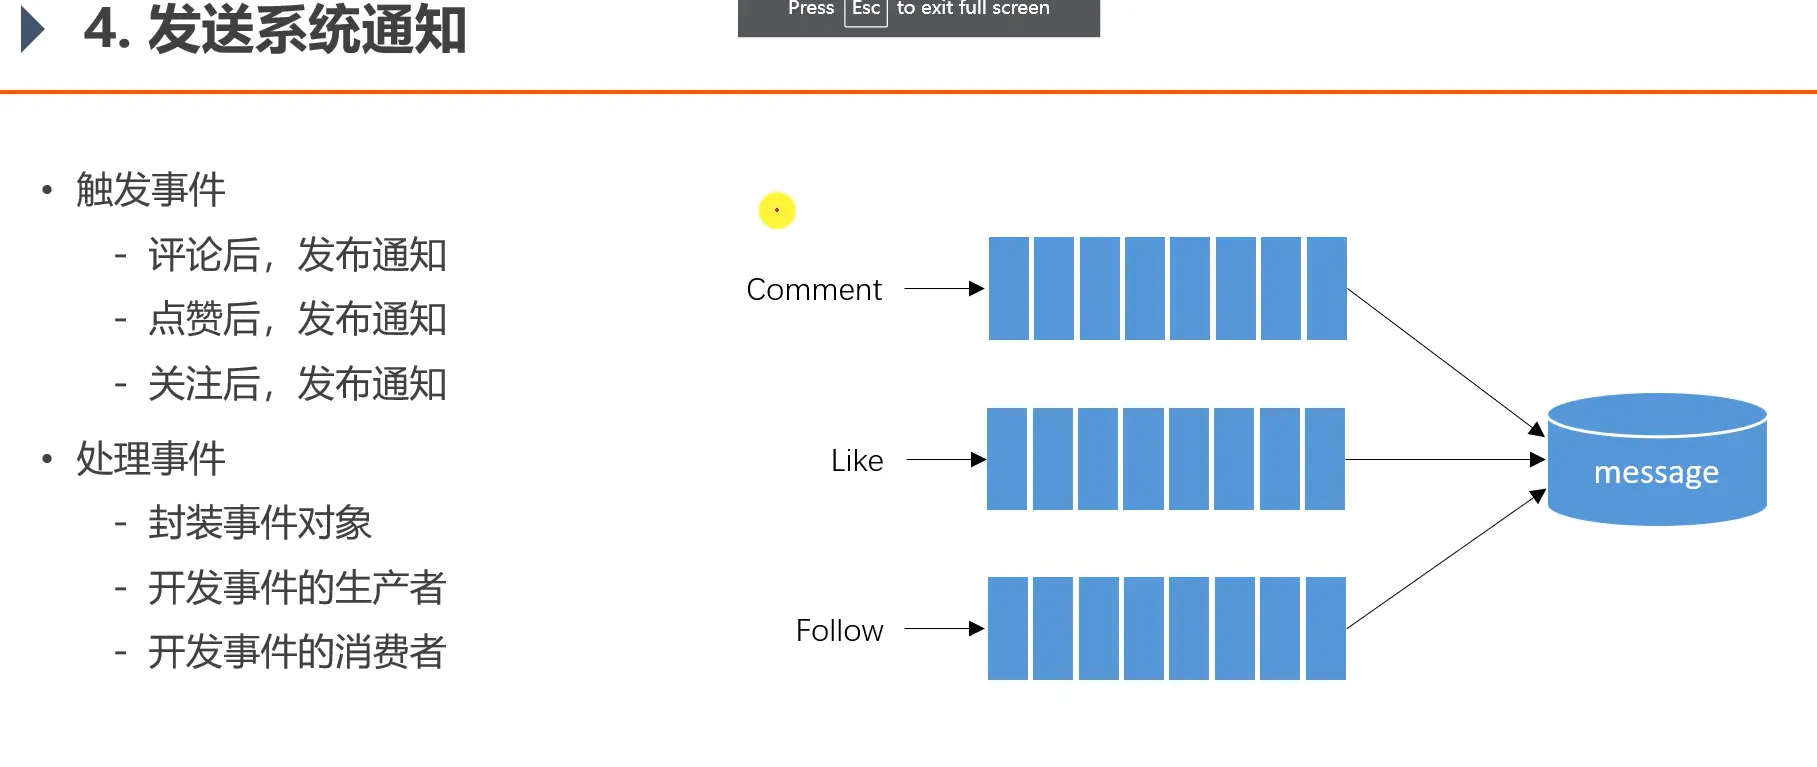 4. 发送系统通知
Press Esc to exit full screen
• 触发事件
- 评论后，发布通知
- 点赞后，发布通知
- 关注后，发布通知
• 处理事件
- 封装事件对象
- 开发事件的生产者
- 开发事件的消费者
Comment
Like
Follow
message